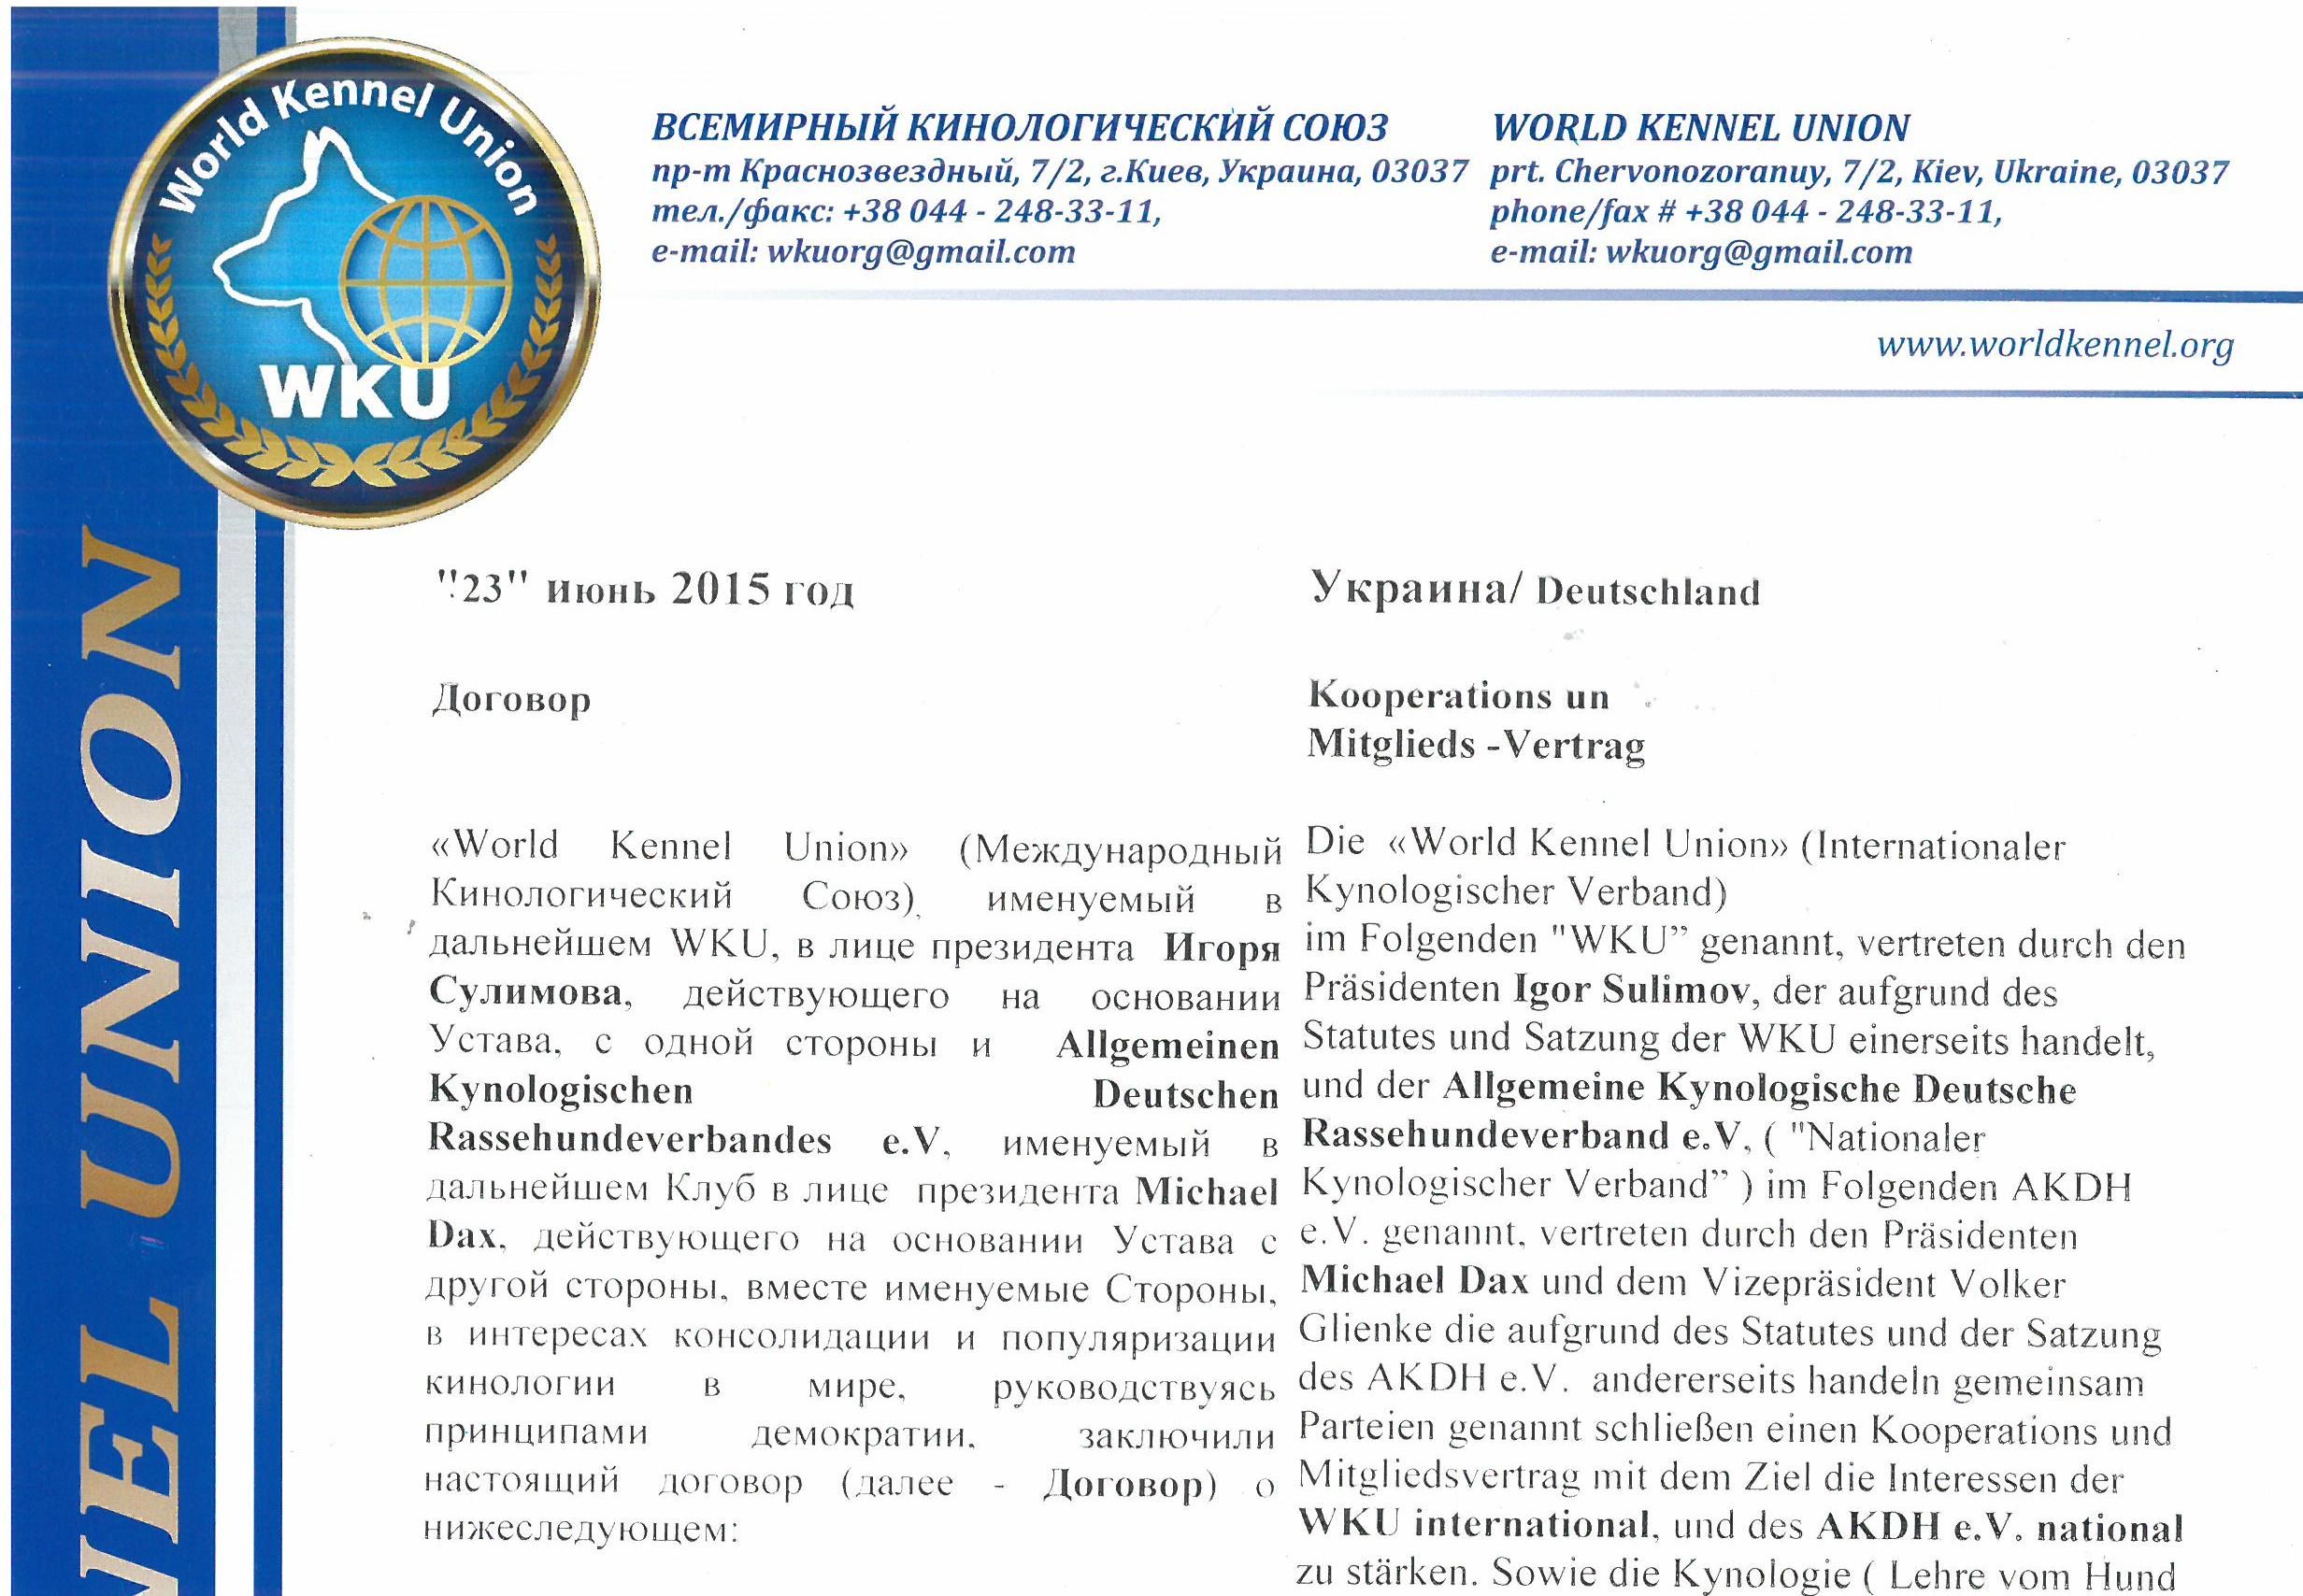 World Kennel Union
WKU
NEL UNION
ВСЕМИРНЫЙ КИНОЛОГИЧЕСКИЙ СОЮЗ
пр-т Краснозвездный, 7/2, г.Киев, Украина, 03037
тел./факс: +38 044 - 248-33-11,
e-mail: wkuorg@gmail.com
WORLD KENNEL UNION
prt. Chervonozoranuy, 7/2, Kiev, Ukraine, 03037
phone/fax # +38 044 - 248-33-11,
e-mail: wkuorg@gmail.com
www.worldkennel.org
"23" июнь 2015 год
Договор
«World Kennel Union» (Международный
Кинологический Союз), именуемый в
дальнейшем WKU, в лице президента Игоря
Сулимова, действующего на основании
Устава, с одной стороны и Allgemeinen
Kynologischen Deutschen
Rassehundeverbandes e.V, именуемый в
дальнейшем Клуб в лице президента Michael
Dax, действующего на основании Устава с
другой стороны, вместе именуемые Стороны,
в интересах консолидации и популяризации
кинологии в мире, руководствуясь
принципами демократии, заключили
настоящий договор (далее - Договор) о
нижеследующем:
Украина/ Deutschland
Kooperations un
Mitglieds -Vertrag
Die «World Kennel Union» (Internationaler
Kynologischer Verband)
im Folgenden "WKU” genannt, vertreten durch den
Präsidenten Igor Sulimov, der aufgrund des
Statutes und Satzung der WKU einerseits handelt,
und der Allgemeine Kynologische Deutsche
Rassehundeverband e.V, ( "Nationaler
Kynologischer Verband” ) im Folgenden AKDH
e.V. genannt, vertreten durch den Präsidenten
Michael Dax und dem Vizepräsident Volker
Glienke die aufgrund des Statutes und der Satzung
des AKDH e.V. andererseits handeln gemeinsam
Parteien genannt schließen einen Kooperations und
Mitgliedsvertrag mit dem Ziel die Interessen der
WKU international, und des AKDH e.V. national
zu stärken. Sowie die Kynologie ( Lehre vom Hund